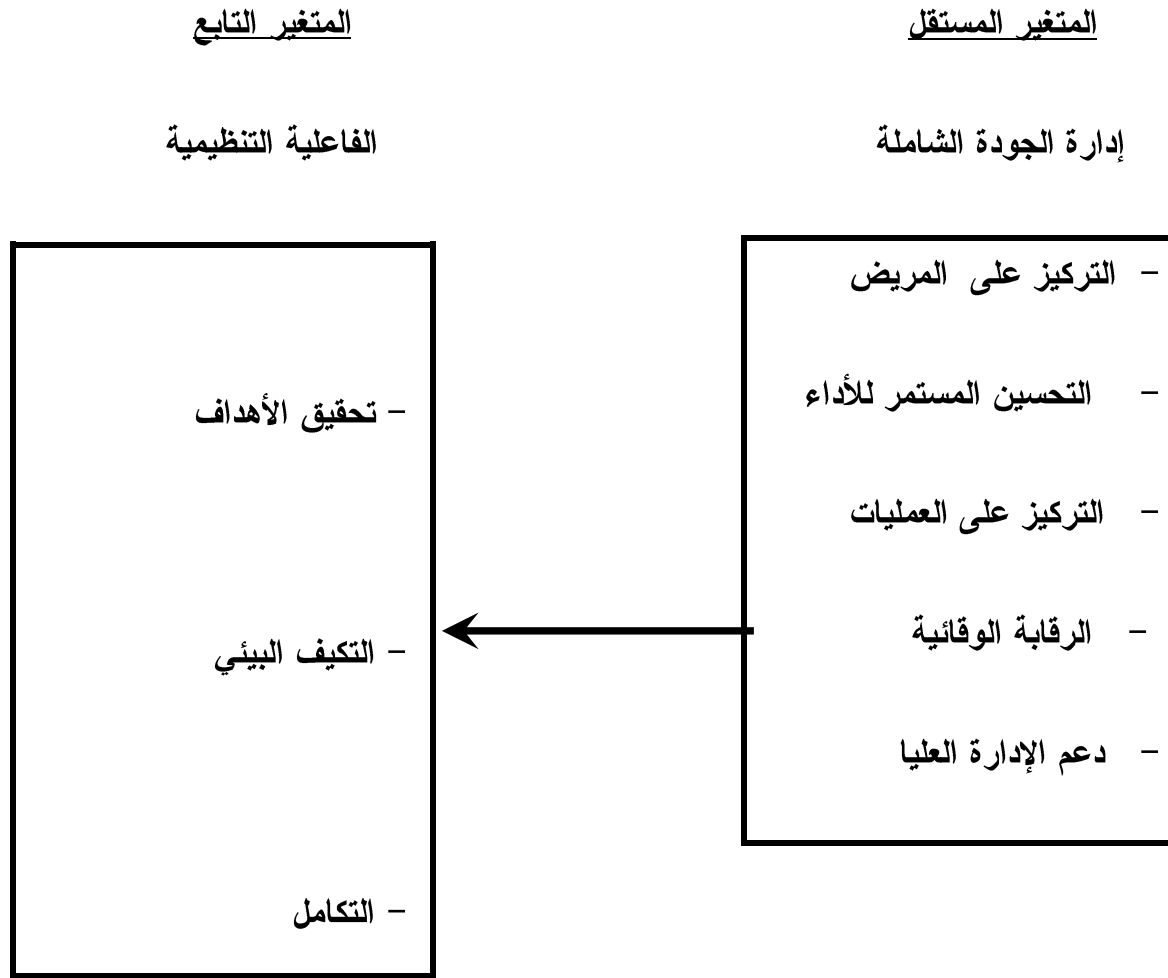 المتغير المستقل
المتغير التابع
إدارة الجودة الشاملة
الفاعلية التنظيمية
- التركيز على المريض
- التحسين المستمر للأداء
- التركيز على العمليات
- الرقابة الوقائية
- دعم الإدارة العليا
- تحقيق الأهداف
- التكيف البيئي
- التكامل